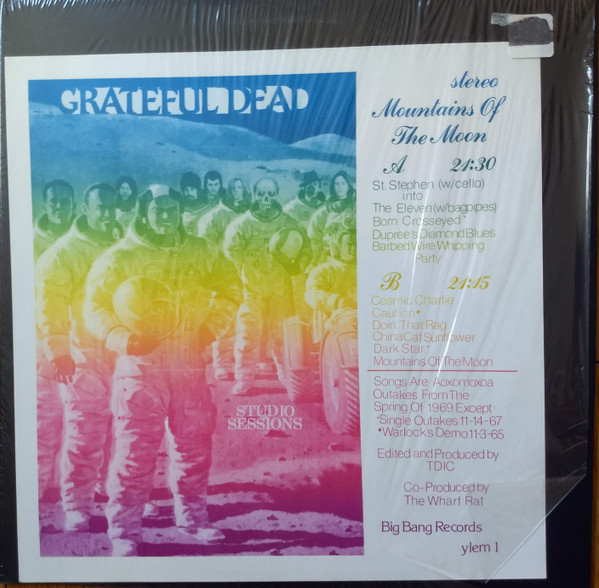 GRATEFUL DEAD
STUDIO
SESSIONS
stereo
Mountains Of
The Moon
A 21:30
St. Stephen (w/cello)
into
The Eleven (w/bagpipes)
Born Crosseyed*
Dupree's Diamond Blues
Barbed Wire Whipping
Party
B 21:15
Cosmic Charlie
Caution•
Doin That Rag
China Cat Sunflower
Dark Star*
Mountains Of The Moon
Songs Are Aoxomoxoa
Outakes From The
Spring Of 1969 Except:
*Single Outakes 11-14-67
•Warlock's Demo 11-3-65
Edited and Produced by
TDIC
Co-Produced by
The Wharf Rat
Big Bang Records
ylem 1